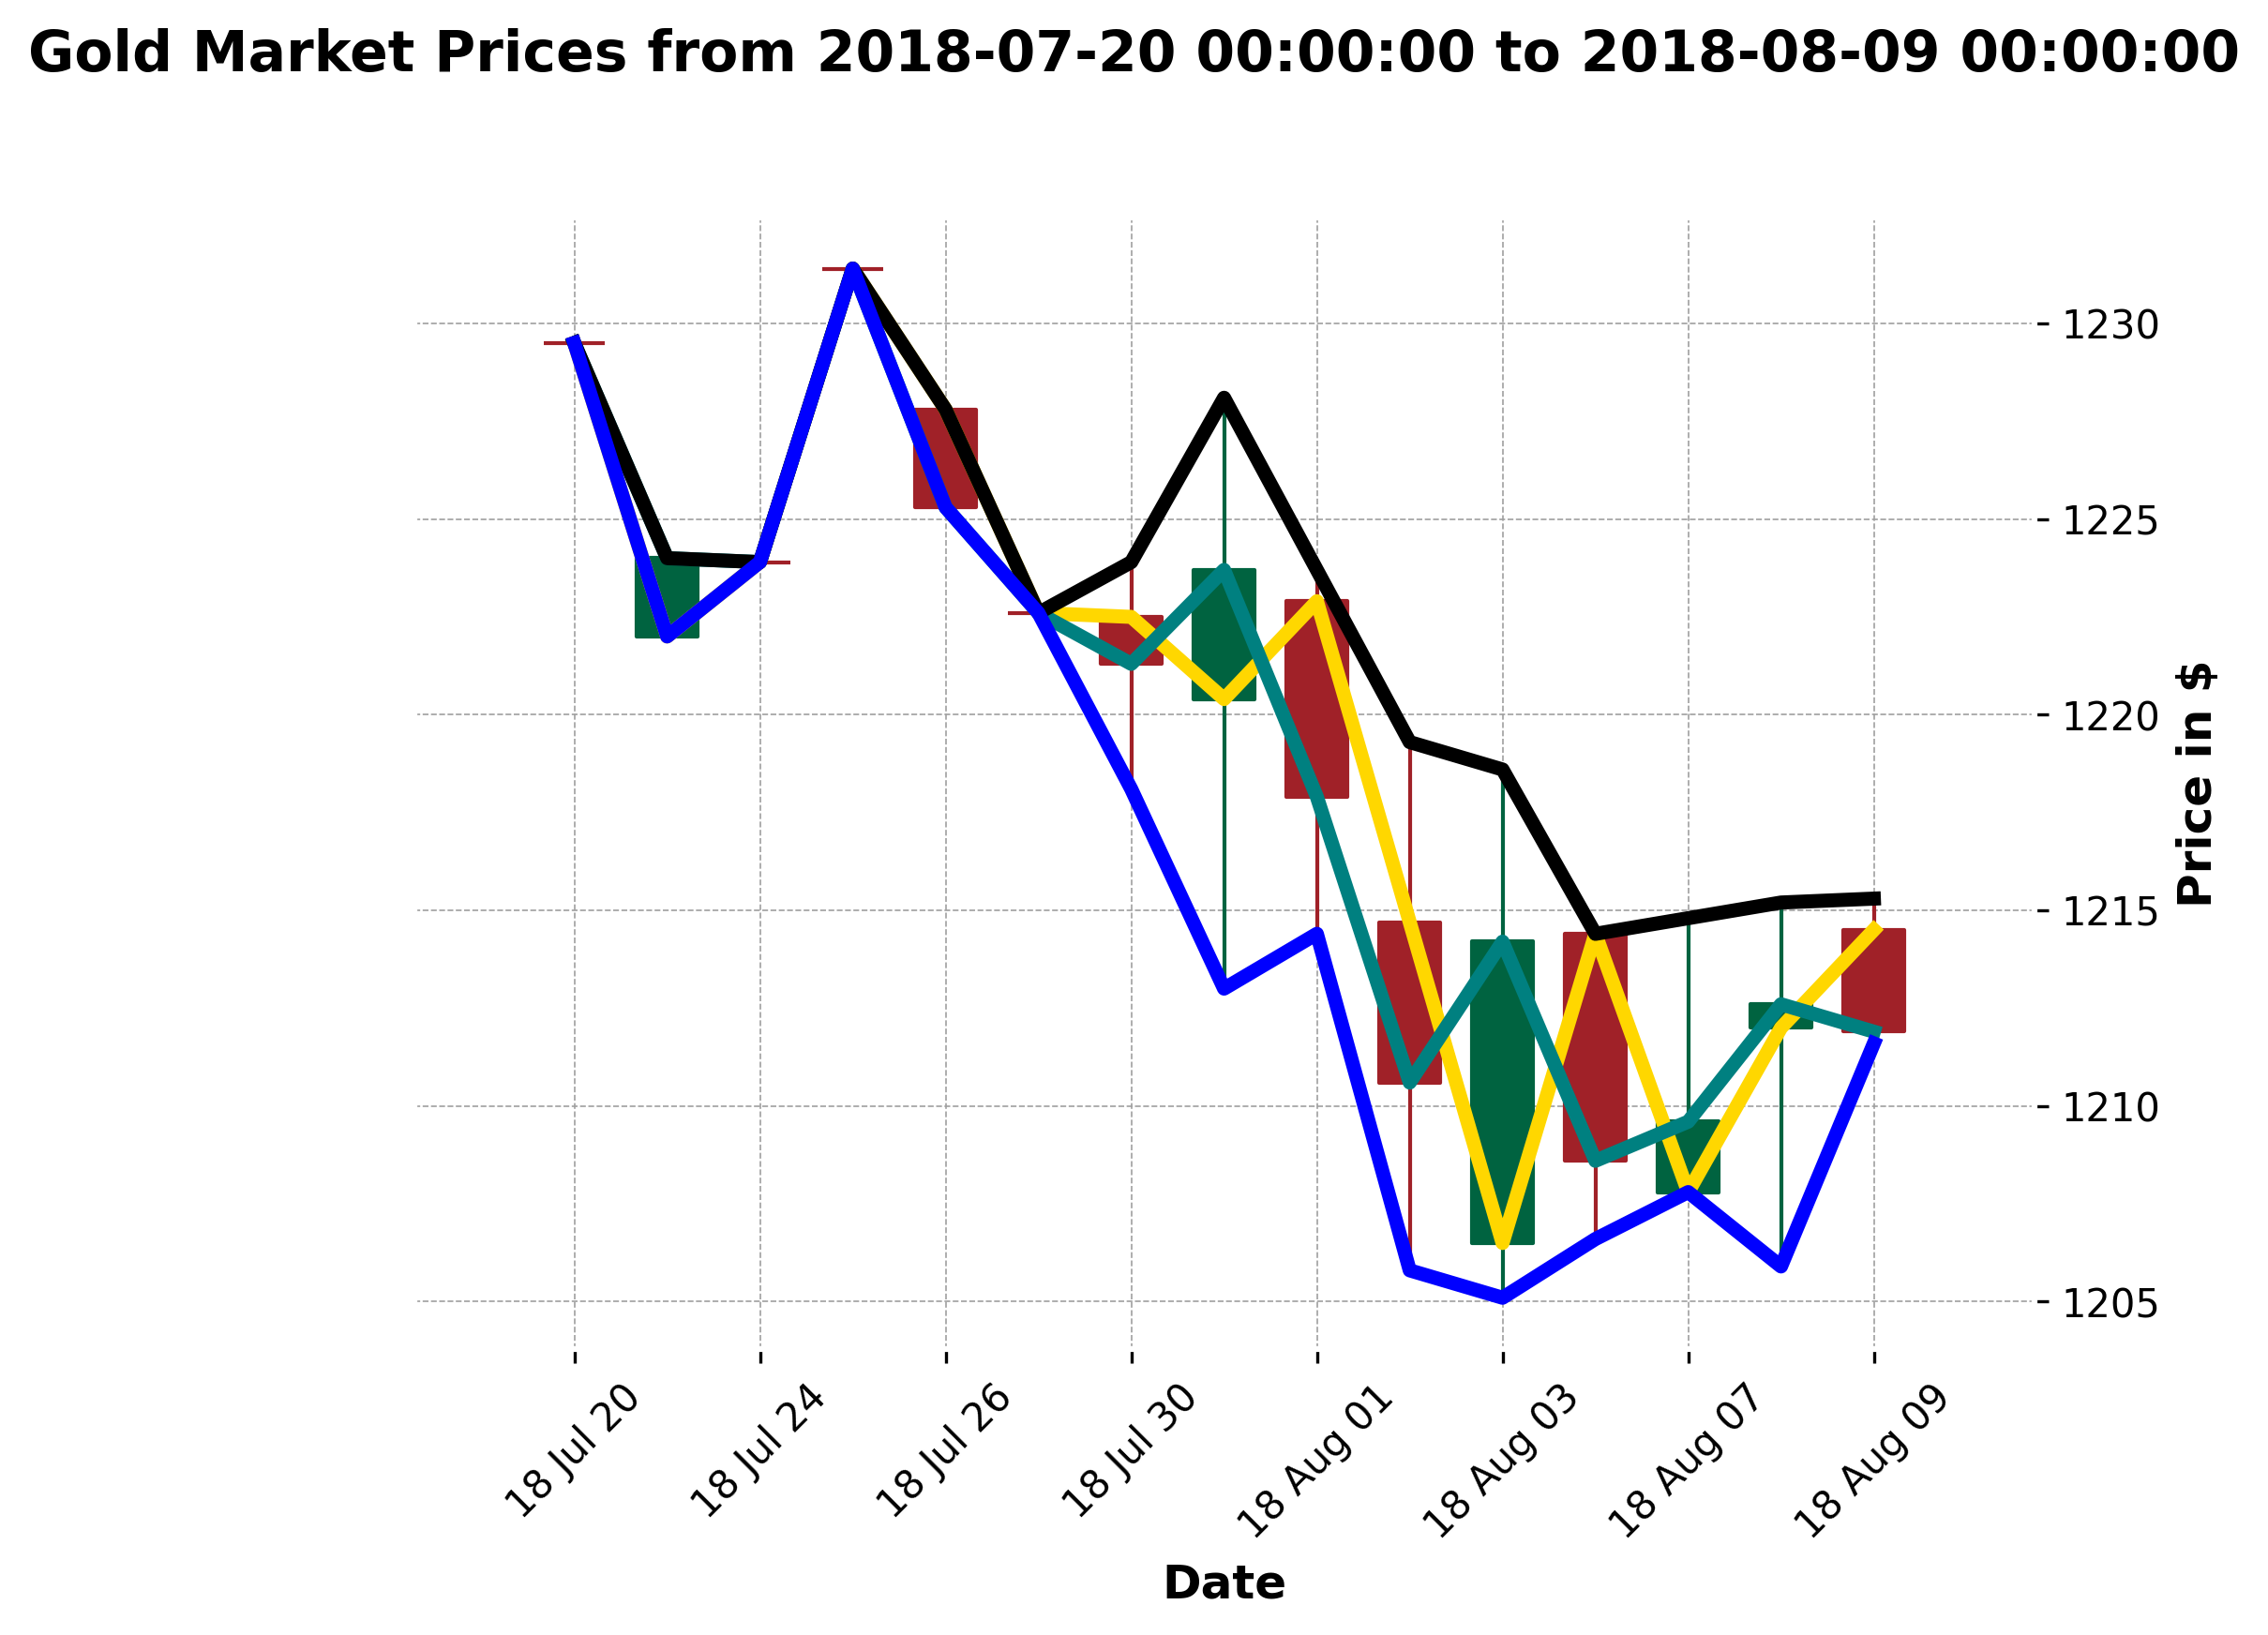 Gold Market Prices from 2018-07-20 00:00:00 to 2018-08-09 00:00:00
1230
1225
1220
1215
1210
1205
Price in $
18 Jul 20
18 Jul 24
18 Jul 26
18 Jul 30
18 Aug 01
18 Aug 03
18 Aug 07
18 Aug 09
Date